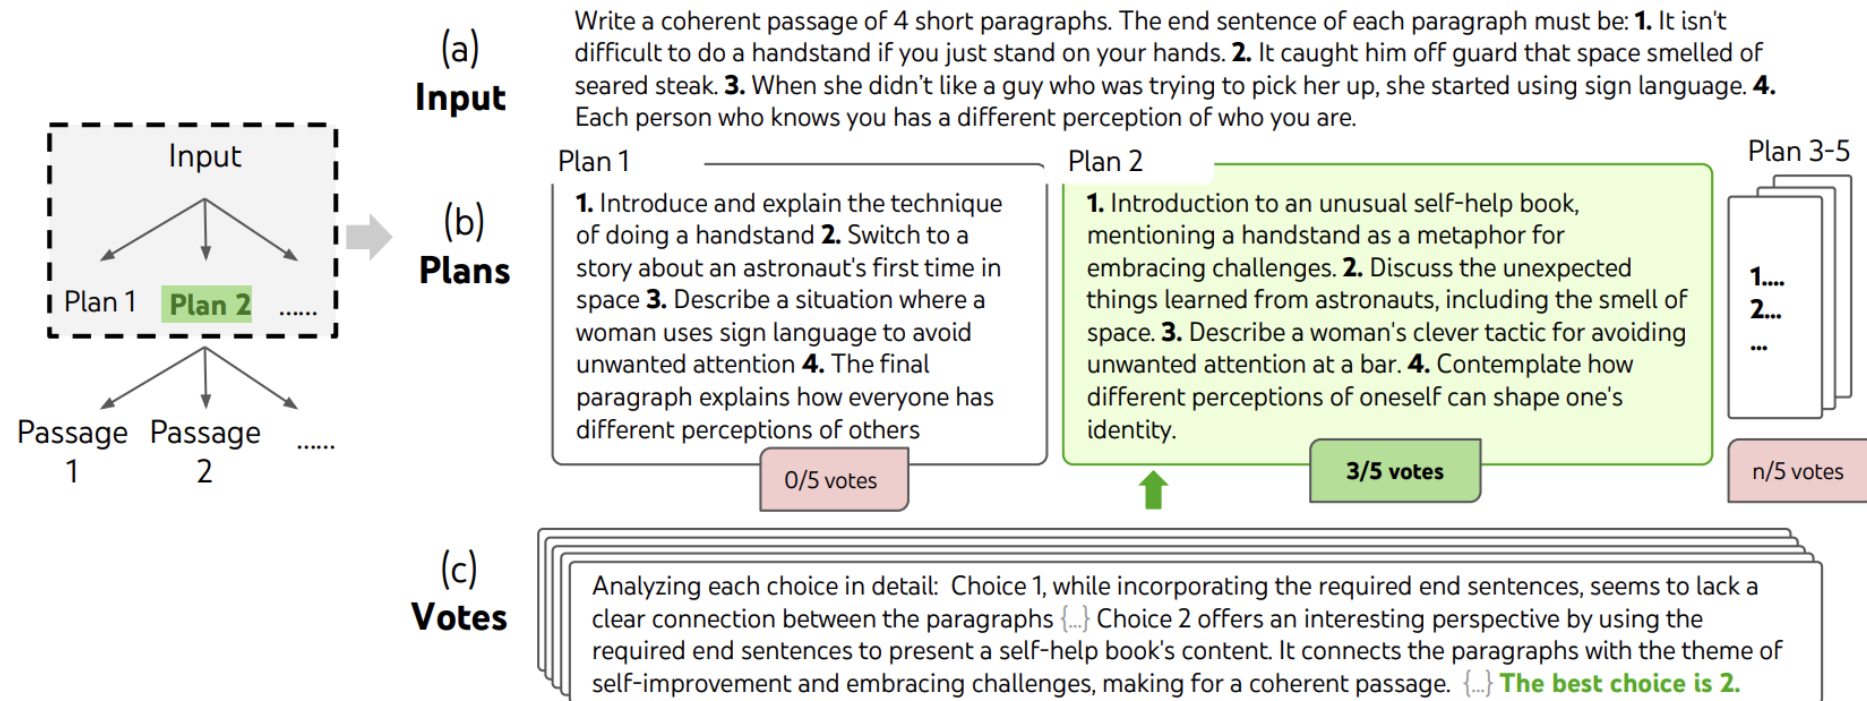 (a)
Input
Write a coherent passage of 4 short paragraphs. The end sentence of each paragraph must be: 1. It isn't
difficult to do a handstand if you just stand on your hands. 2. It caught him off guard that space smelled of
seared steak. 3. When she didn't like a guy who was trying to pick her up, she started using sign language. 4.
Each person who knows you has a different perception of who you are.
Input
Plan 1
Plan 2
......
Passage
1
Passage
2
......
(b)
Plans
Plan 1
1. Introduce and explain the technique
of doing a handstand 2. Switch to a
story about an astronaut's first time in
space 3. Describe a situation where a
woman uses sign language to avoid
unwanted attention 4. The final
paragraph explains how everyone has
different perceptions of others
0/5 votes
Plan 2
1. Introduction to an unusual self-help book,
mentioning a handstand as a metaphor for
embracing challenges. 2. Discuss the unexpected
things learned from astronauts, including the smell of
space. 3. Describe a woman's clever tactic for avoiding
unwanted attention at a bar. 4. Contemplate how
different perceptions of oneself can shape one's
identity.
3/5 votes
Plan 3-5
1....
2...
...
n/5 votes
(c)
Votes
Analyzing each choice in detail: Choice 1, while incorporating the required end sentences, seems to lack a
clear connection between the paragraphs {...} Choice 2 offers an interesting perspective by using the
required end sentences to present a self-help book's content. It connects the paragraphs with the theme of
self-improvement and embracing challenges, making for a coherent passage. {...} The best choice is 2.